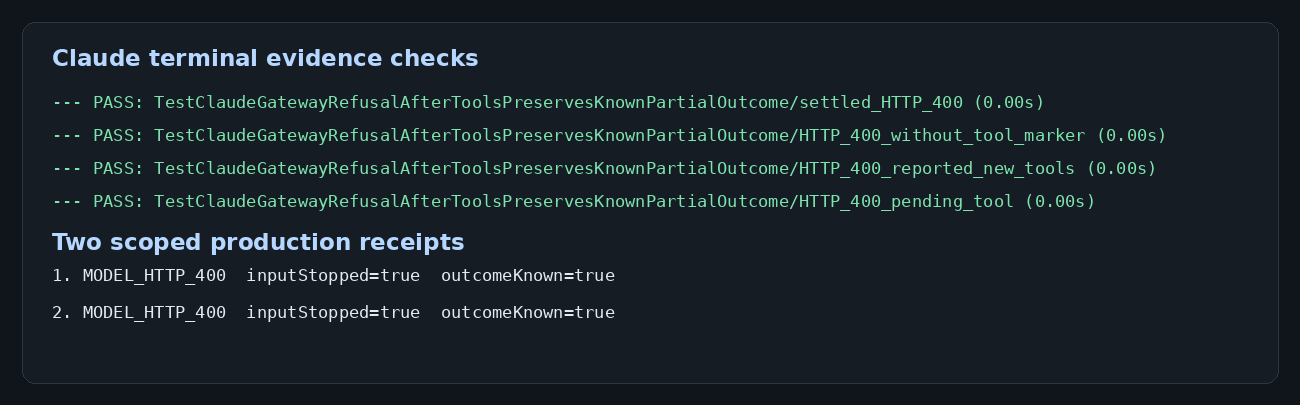 Claude terminal evidence checks
--- PASS: TestClaudeGatewayRefusalAfterToolsPreservesKnownPartialOutcome/settled_HTTP_400 (0.00s)
--- PASS: TestClaudeGatewayRefusalAfterToolsPreservesKnownPartialOutcome/HTTP_400_without_tool_marker (0.00s)
--- PASS: TestClaudeGatewayRefusalAfterToolsPreservesKnownPartialOutcome/HTTP_400_reported_new_tools (0.00s)
--- PASS: TestClaudeGatewayRefusalAfterToolsPreservesKnownPartialOutcome/HTTP_400_pending_tool (0.00s)
Two scoped production receipts
1. MODEL_HTTP_400  inputStopped=true  outcomeKnown=true
2. MODEL_HTTP_400  inputStopped=true  outcomeKnown=true